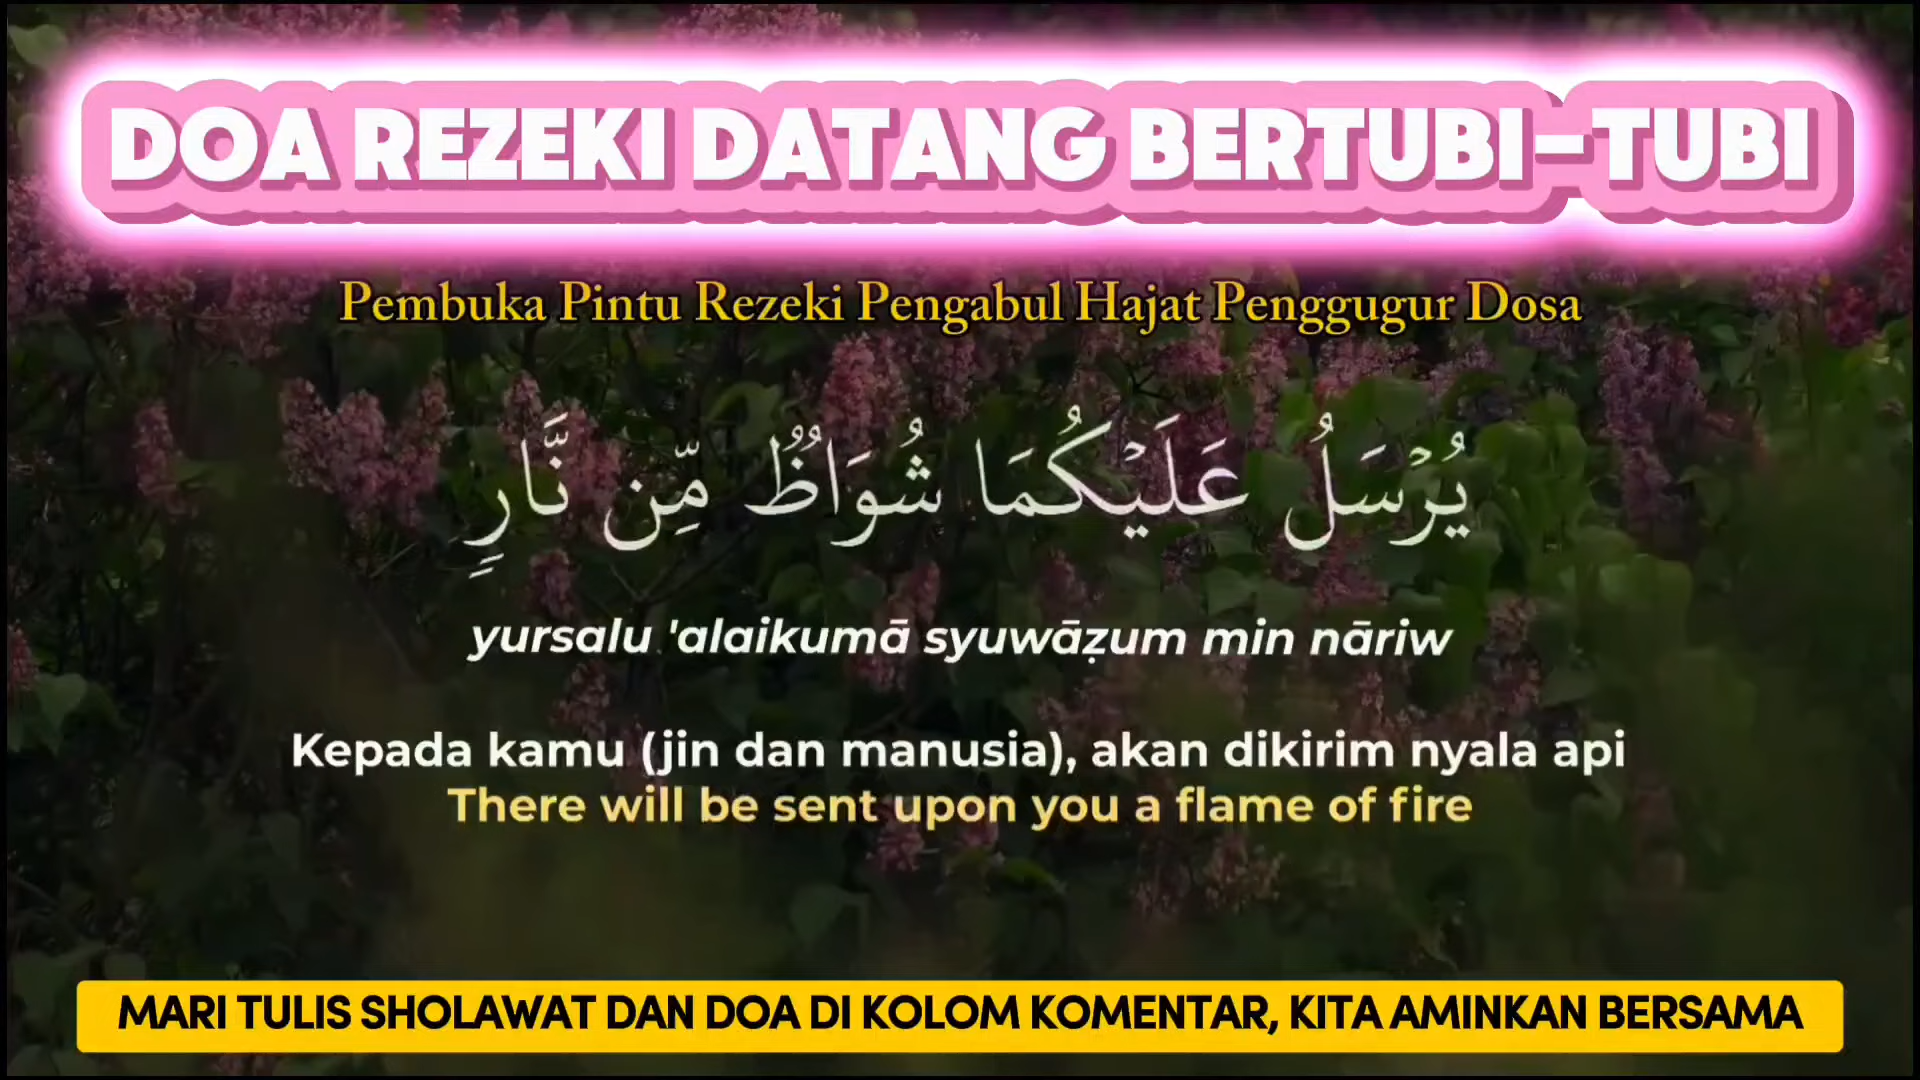 DOA REZEKI DATANG BERTUBI-TUBI
Pembuka Pintu Rezeki Pengabul Hajat Penggugur Dosa
يُرْسَلُ عَلَيْكُمَا شُوَاظٌ مِّن نَّارٍ
yursalu 'alaikumā syuwāẓum min nāriw
Kepada kamu (jin dan manusia), akan dikirim nyala api
There will be sent upon you a flame of fire
MARI TULIS SHOLAWAT DAN DOA DI KOLOM KOMENTAR, KITA AMINKAN BERSAMA